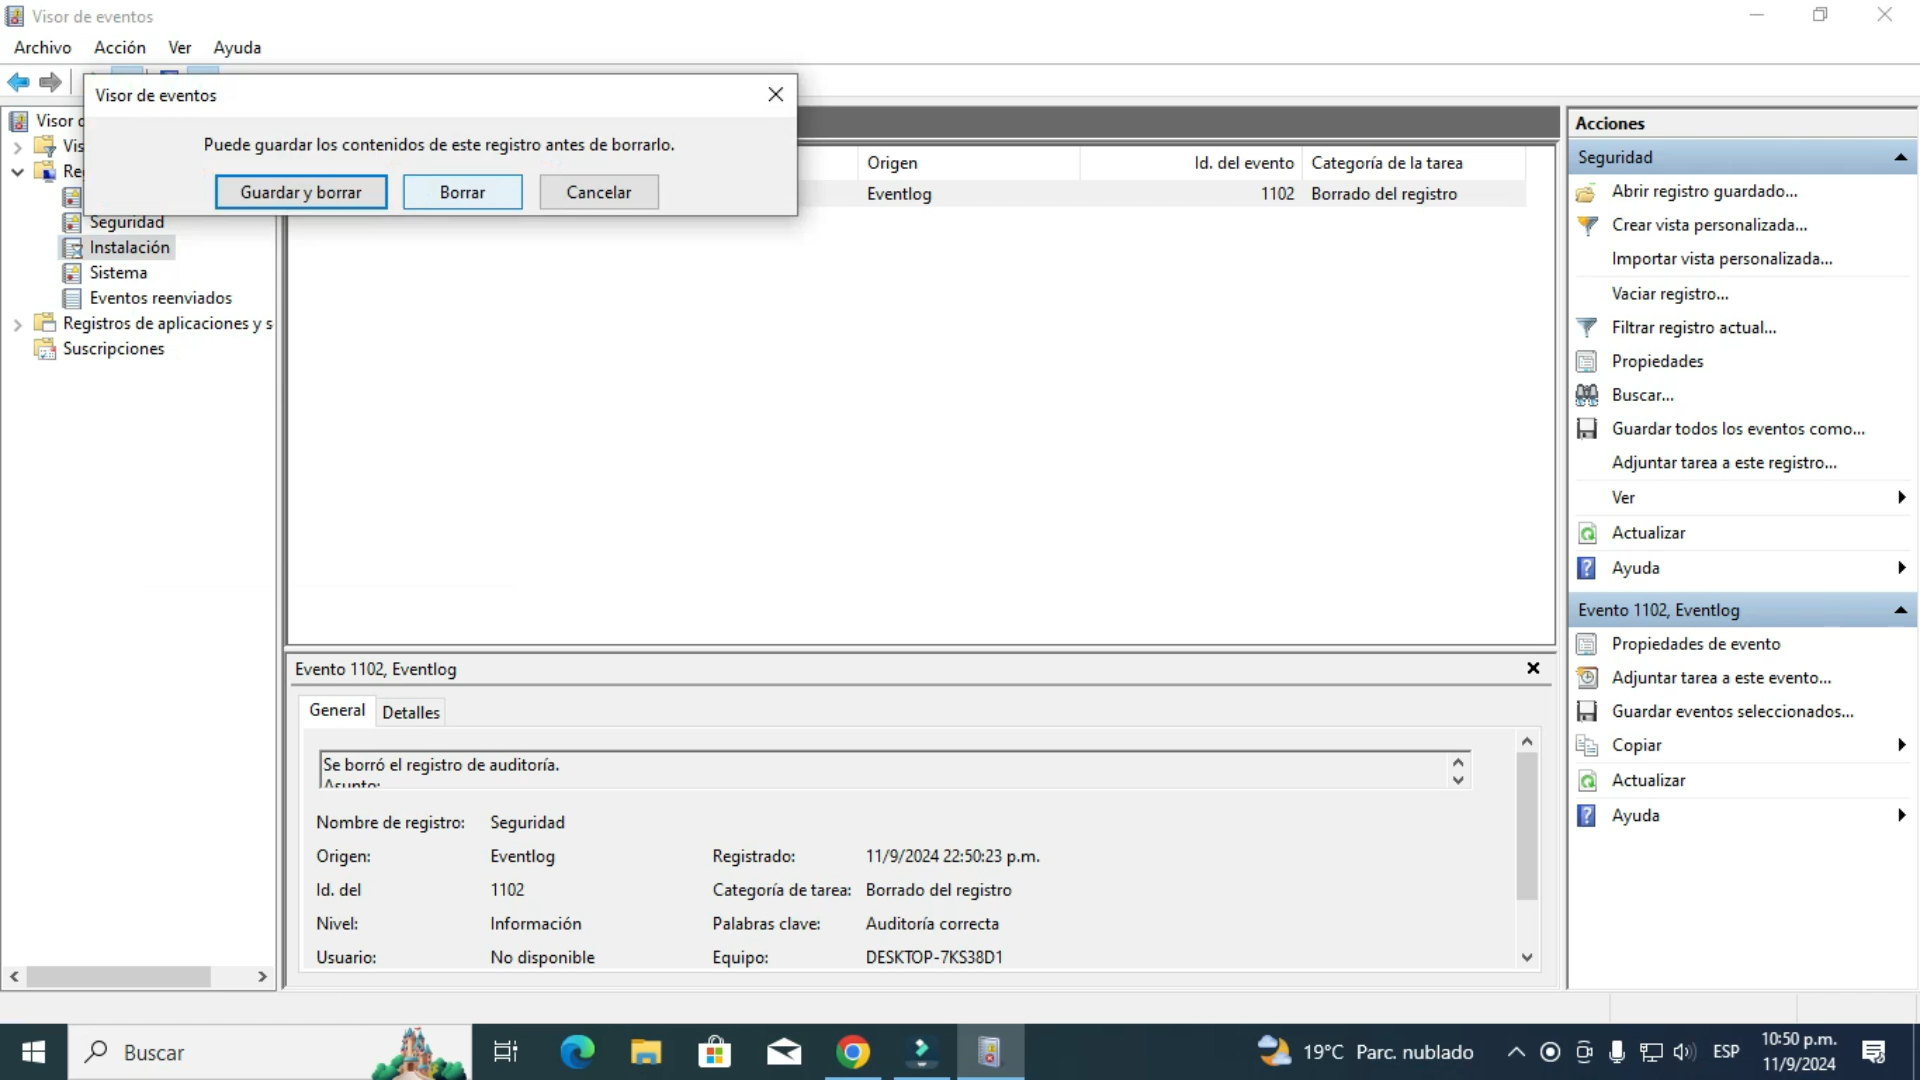 Visor de eventos
Archivo Acción Ver Ayuda
Visor de eventos
Puede guardar los contenidos de este registro antes de borrarlo.
Guardar y borrar Borrar Cancelar
Visor
Vis
Re
Seguridad
Instalación
Sistema
Eventos reenviados
Registros de aplicaciones y s
Suscripciones
Origen Id. del evento Categoría de la tarea
Eventlog 1102 Borrado del registro
Evento 1102, Eventlog
General Detalles
Se borró el registro de auditoría.
Asunto:
Nombre de registro: Seguridad
Origen: Eventlog Registrado: 11/9/2024 22:50:23 p.m.
Id. del 1102 Categoría de tarea: Borrado del registro
Nivel: Información Palabras clave: Auditoría correcta
Usuario: No disponible Equipo: DESKTOP-7KS38D1
Acciones
Seguridad
Abrir registro guardado...
Crear vista personalizada...
Importar vista personalizada...
Vaciar registro...
Filtrar registro actual...
Propiedades
Buscar...
Guardar todos los eventos como...
Adjuntar tarea a este registro...
Ver
Actualizar
Ayuda
Evento 1102, Eventlog
Propiedades de evento
Adjuntar tarea a este evento...
Guardar eventos seleccionados...
Copiar
Actualizar
Ayuda
Buscar
19°C Parc. nublado
ESP
10:50 p.m.
11/9/2024